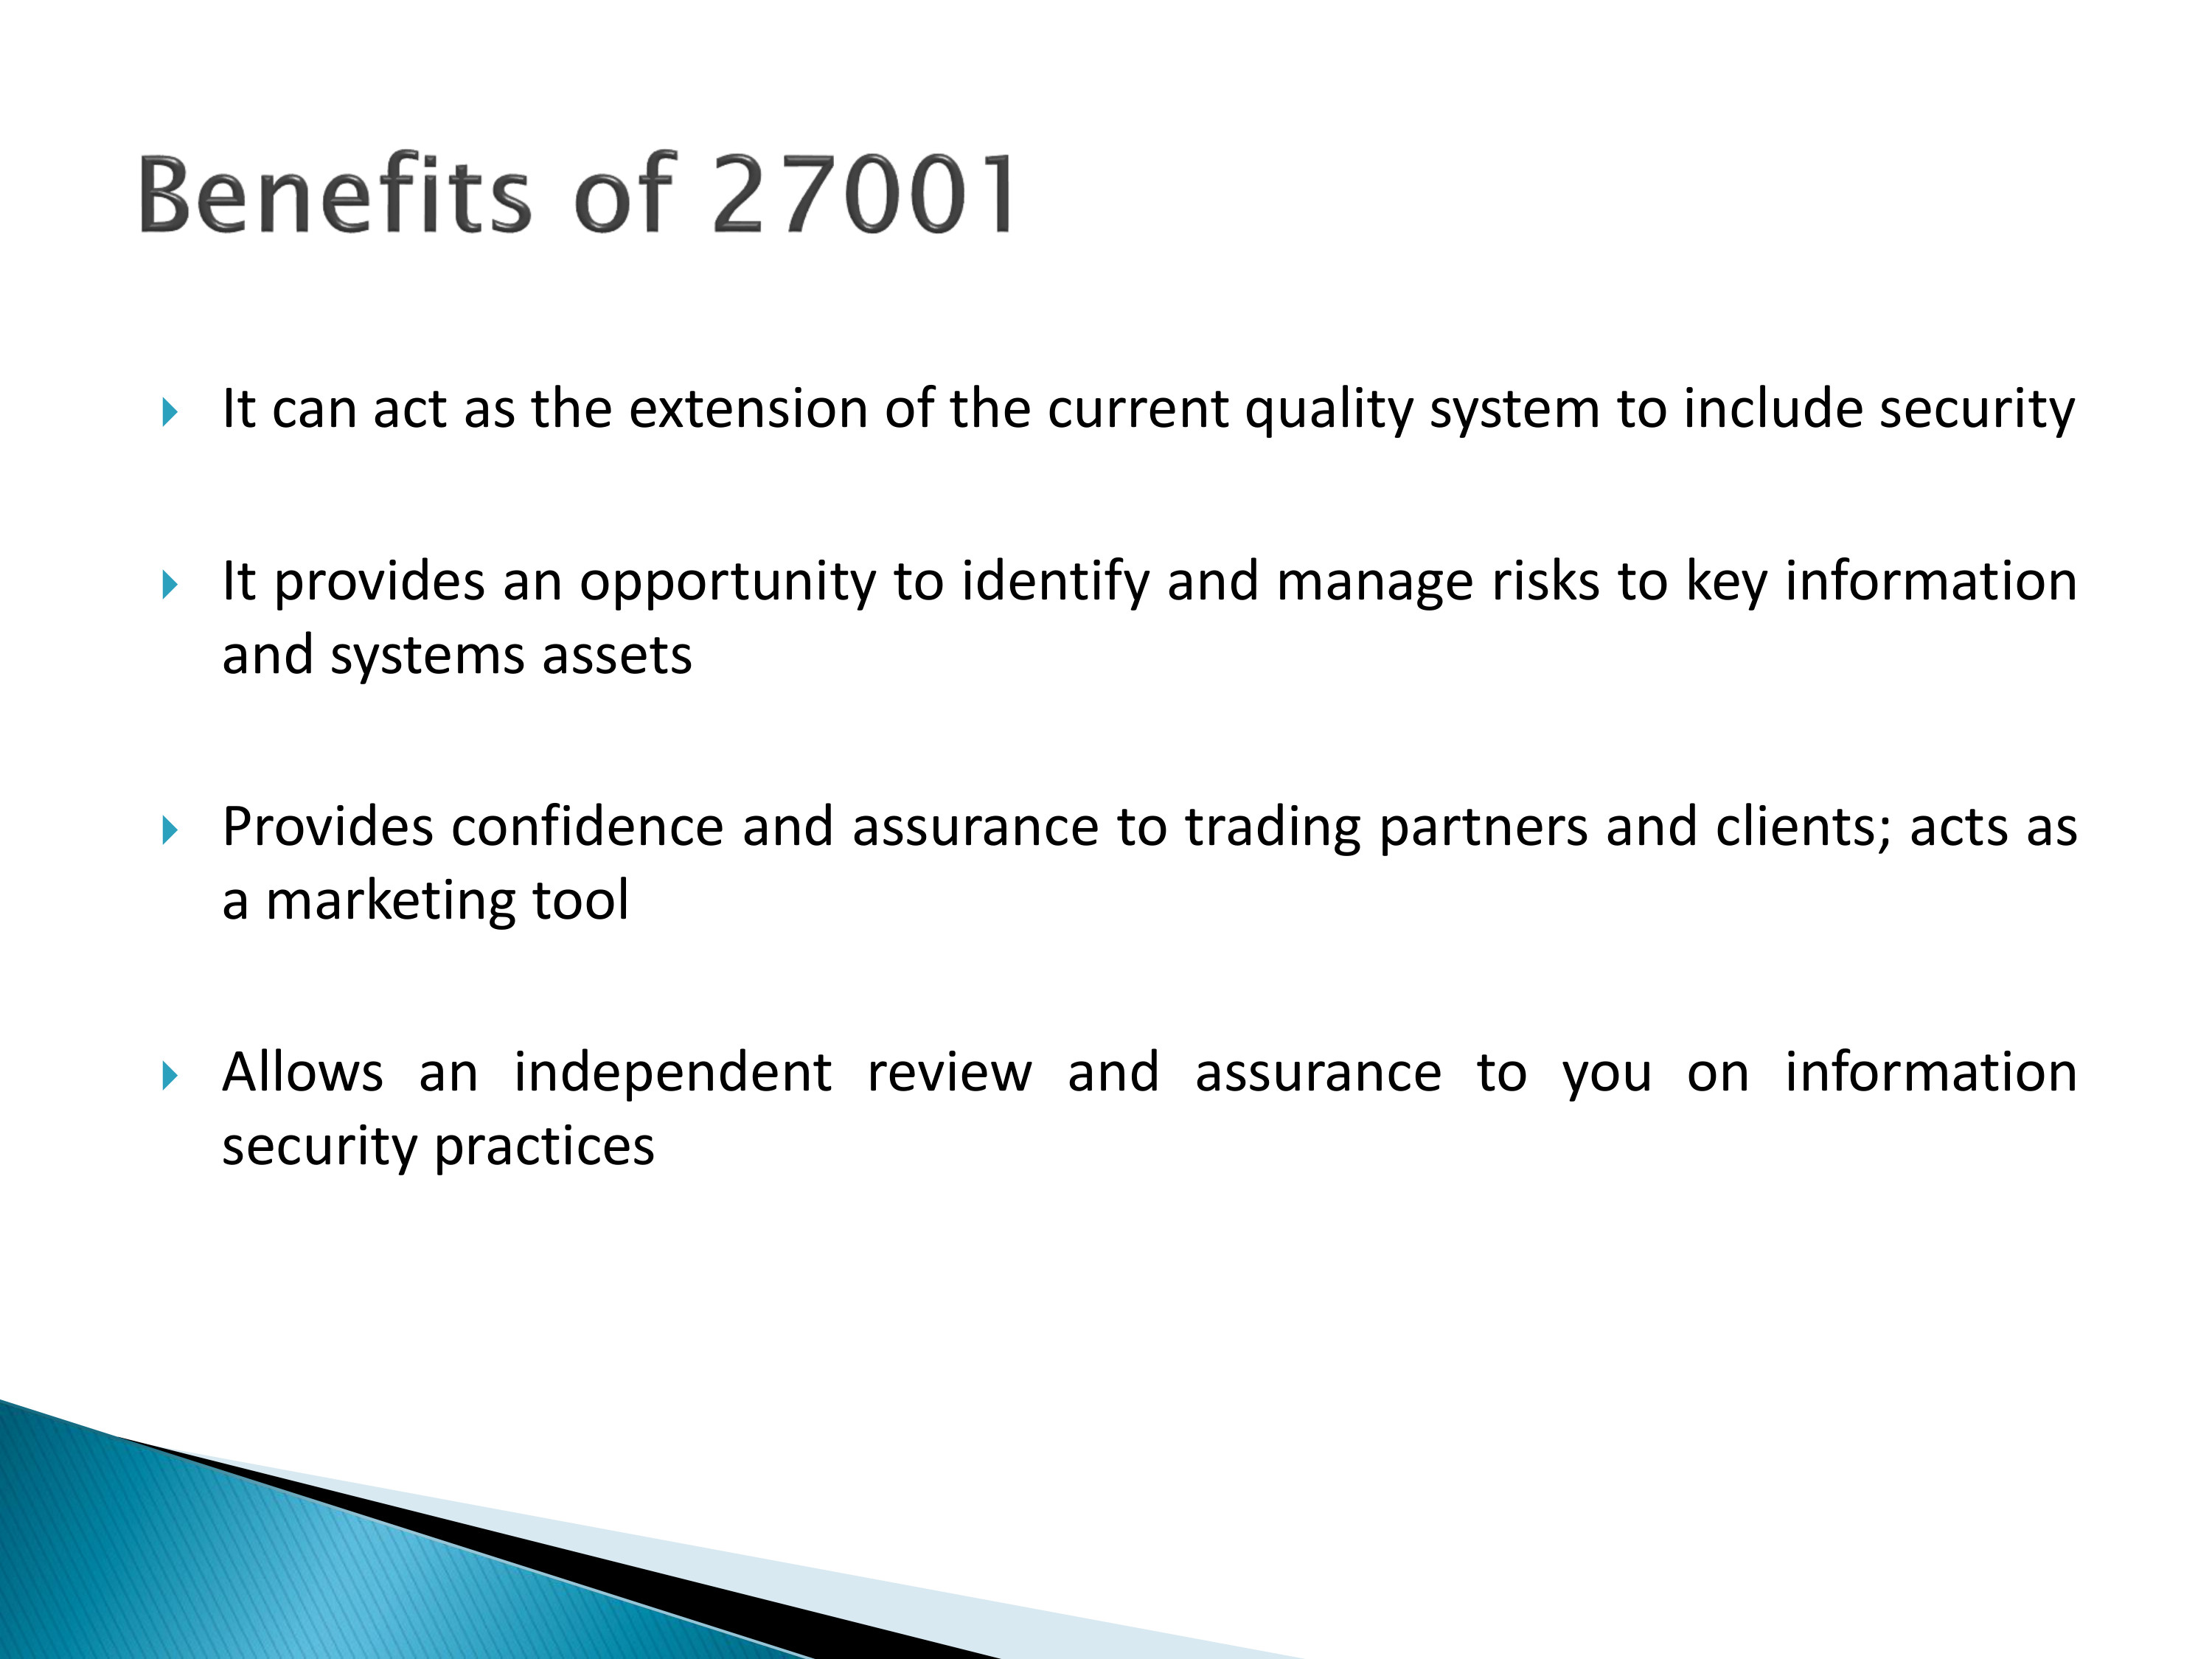 Benefits of 27001
It can act as the extension of the current quality system to include security
It provides an opportunity to identify and manage risks to key information
and systems assets
Provides confidence and assurance to trading partners and clients; acts as
a marketing tool
Allows an independent review and assurance to you on information
security practices